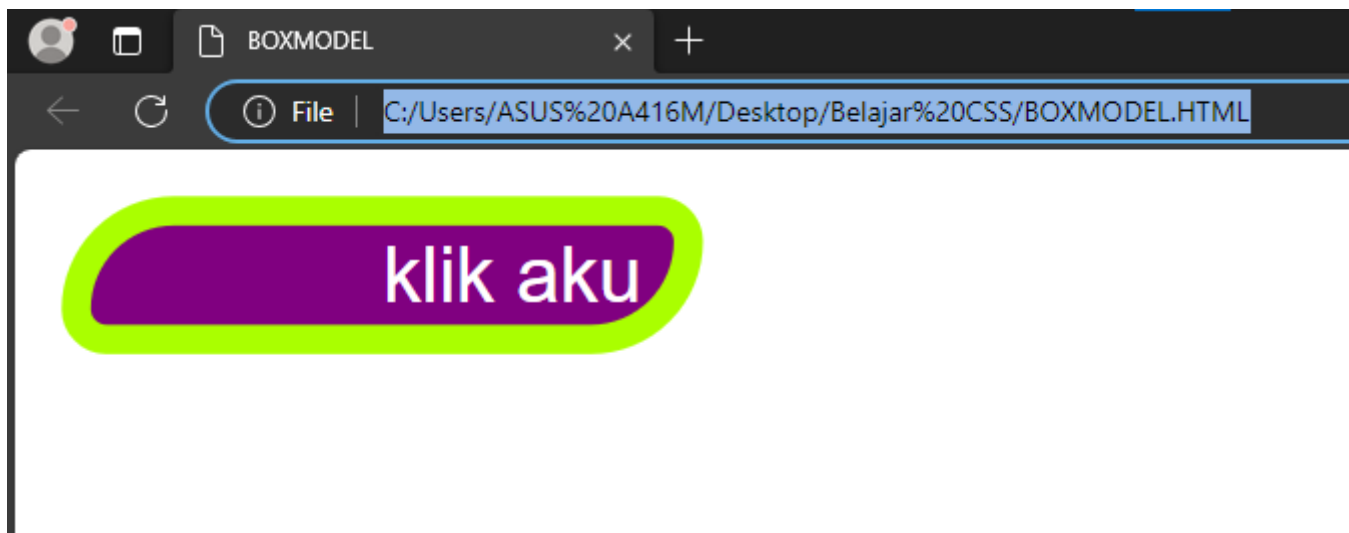 BOXMODEL
File
C:/Users/ASUS%20A416M/Desktop/Belajar%20CSS/BOXMODEL.HTML
klik aku